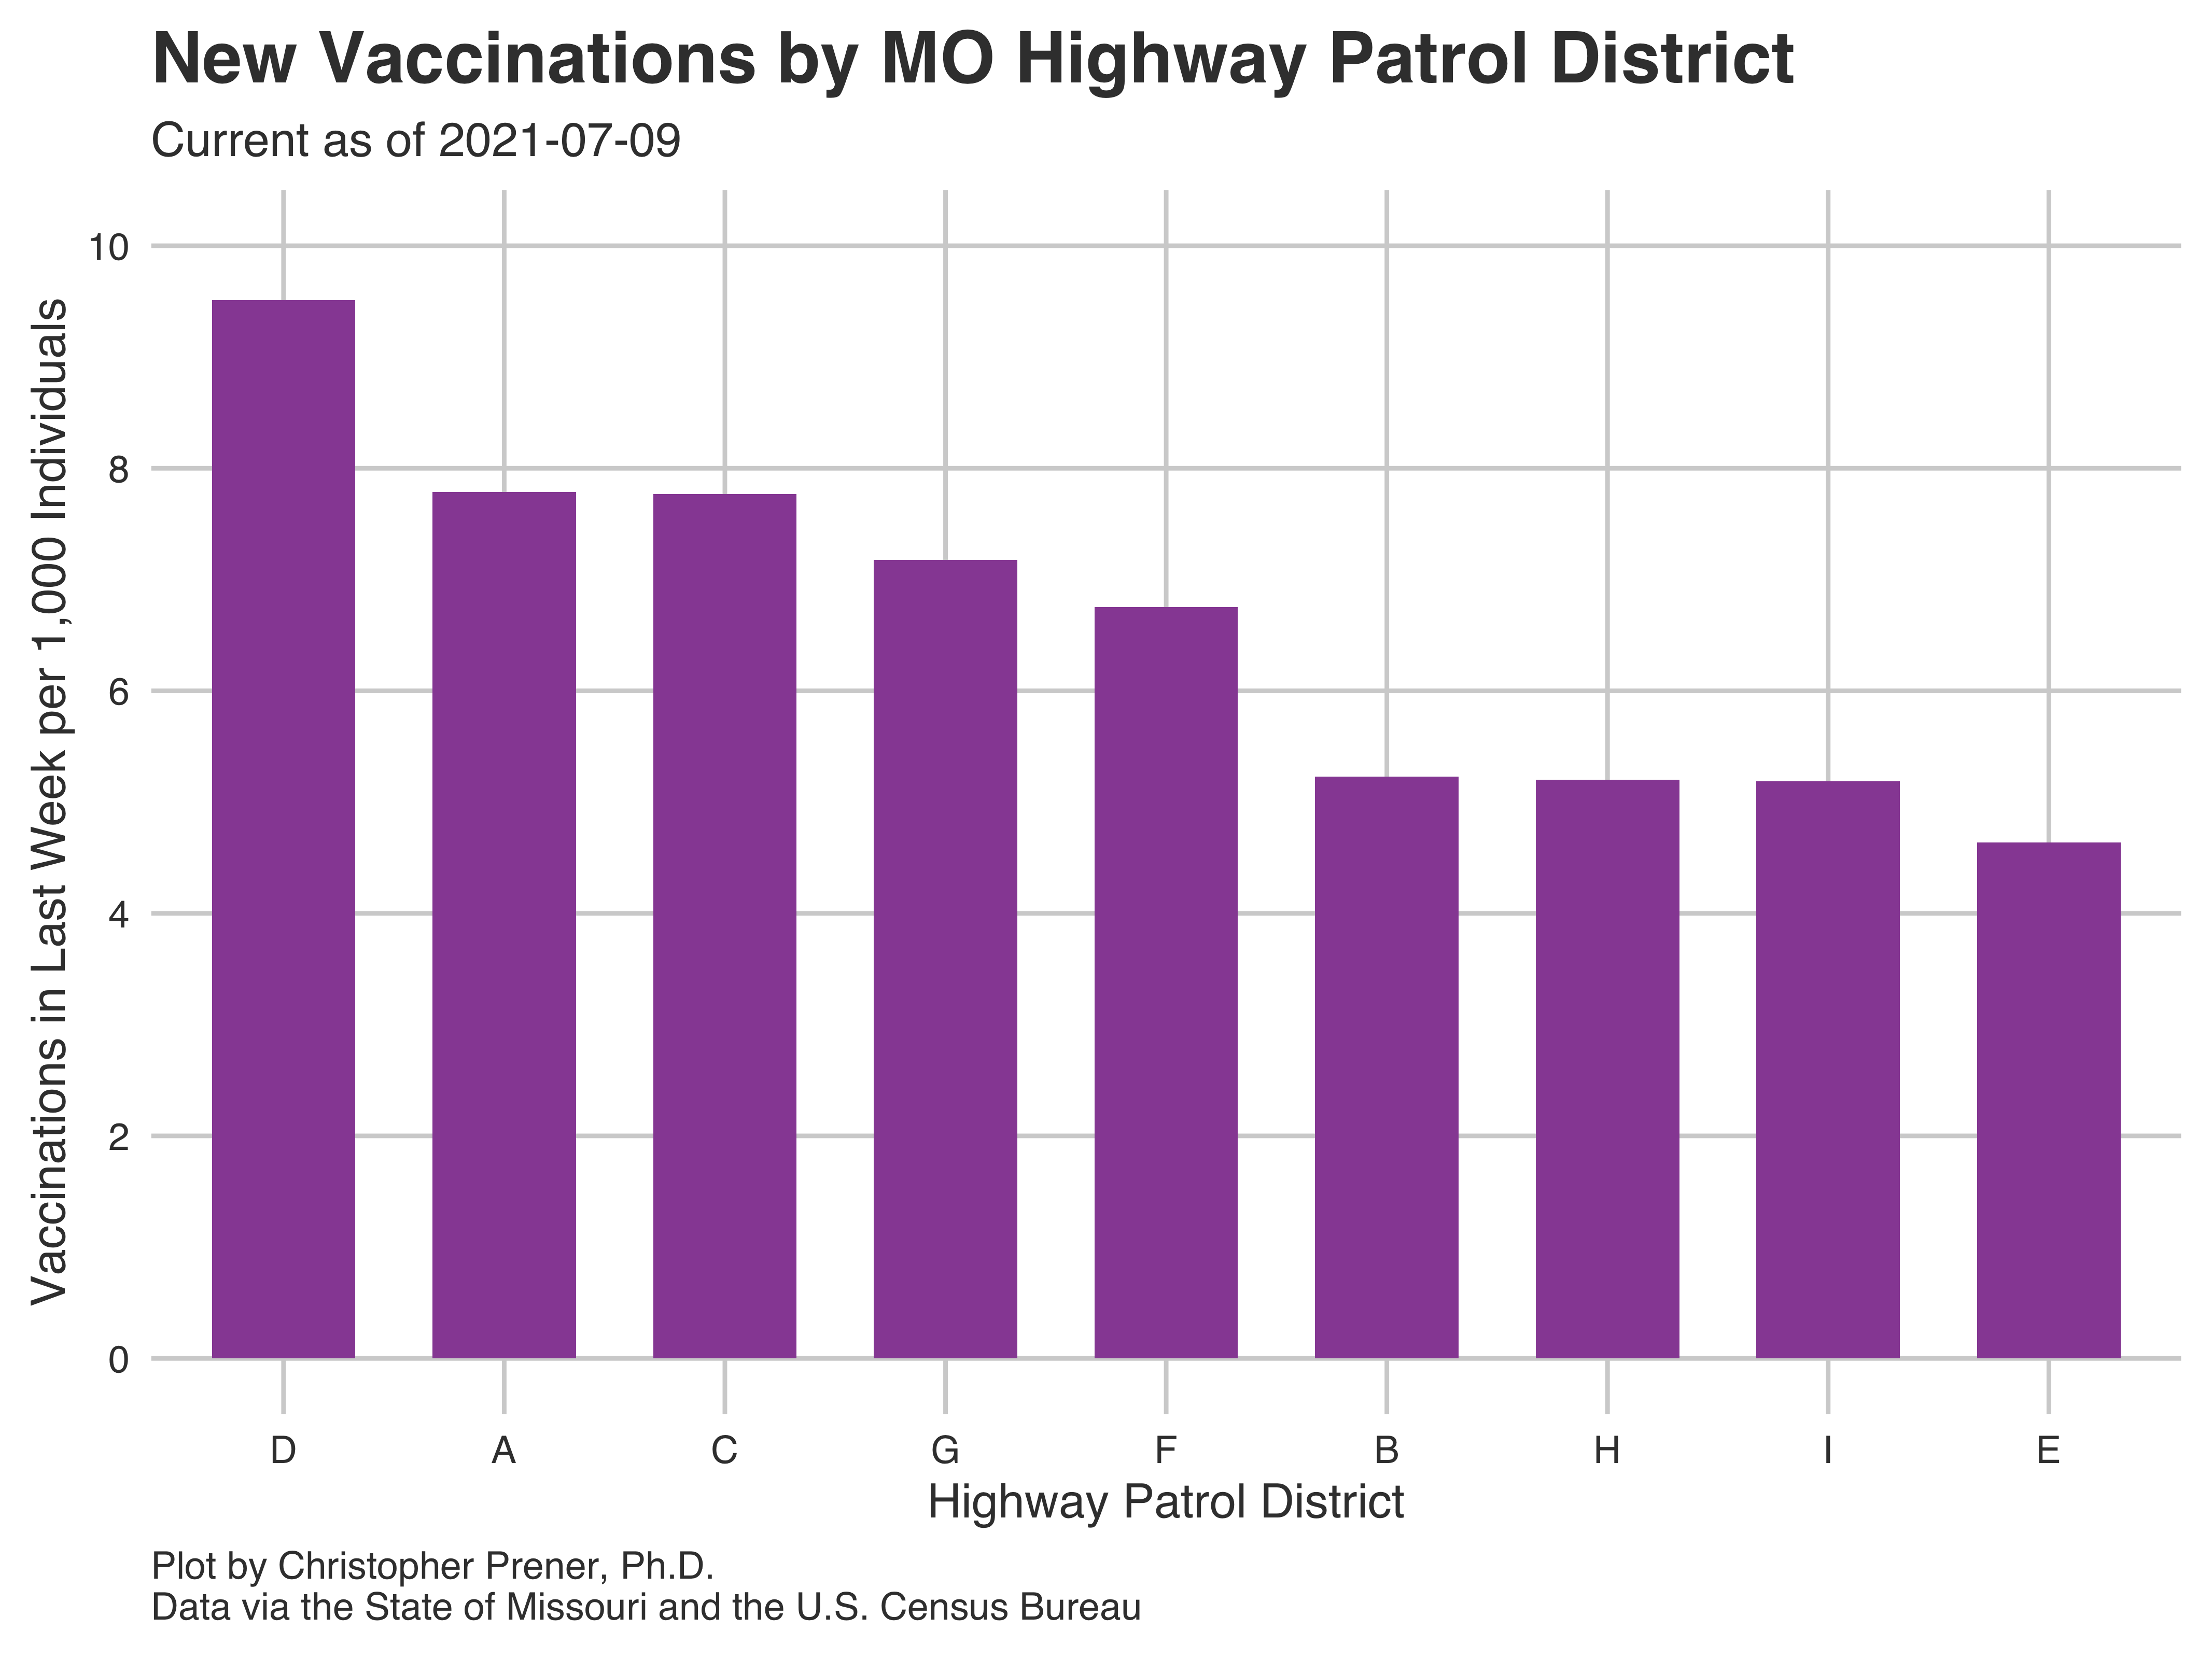 New Vaccinations by MO Highway Patrol District
Current as of 2021-07-09
Vaccinations in Last Week per 1,000 Individuals
10
8
6
4
2
0
D A C G F B H I E
Highway Patrol District
Plot by Christopher Prener, Ph.D.
Data via the State of Missouri and the U.S. Census Bureau